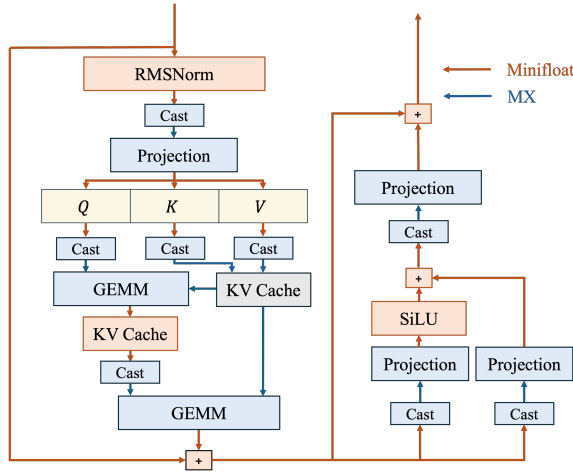 RMSNorm
Cast
Projection
Q K V
Cast Cast Cast
GEMM KV Cache
KV Cache
Cast
GEMM
+
Minifloat
MX
+
Projection
Cast
+
SiLU
Projection Projection
Cast Cast